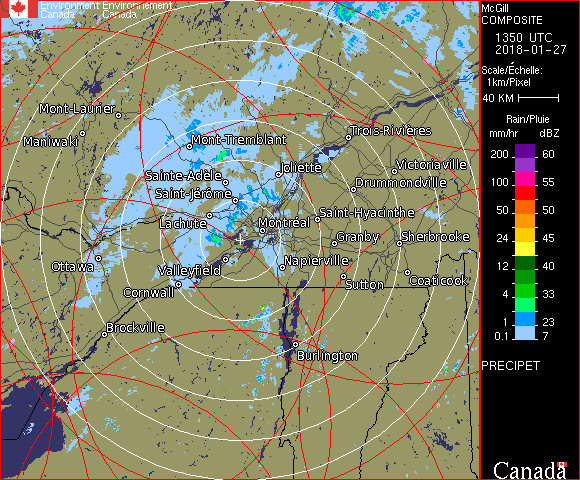 Environment Environnement
Canada Canada
McGill
COMPOSITE
1350 UTC
2018-01-27
Scale/Échelle:
1km/Pixel
40 KM
Rain/Pluie
mm/hr dBZ
200 60
100 55
50 50
24 45
12 40
4 33
1 23
0.1 7
PRECIPET
Canada
Mont-Laurier
Maniwaki
Mont-Tremblant
Trois-Rivières
Sainte-Adèle
Joliette
Victoriaville
Saint-Jérôme
Drummondville
Lachute
Montréal
Saint-Hyacinthe
Granby
Sherbrooke
Ottawa
Valleyfield
Napierville
Cornwall
Sutton
Coaticook
Brockville
Burlington